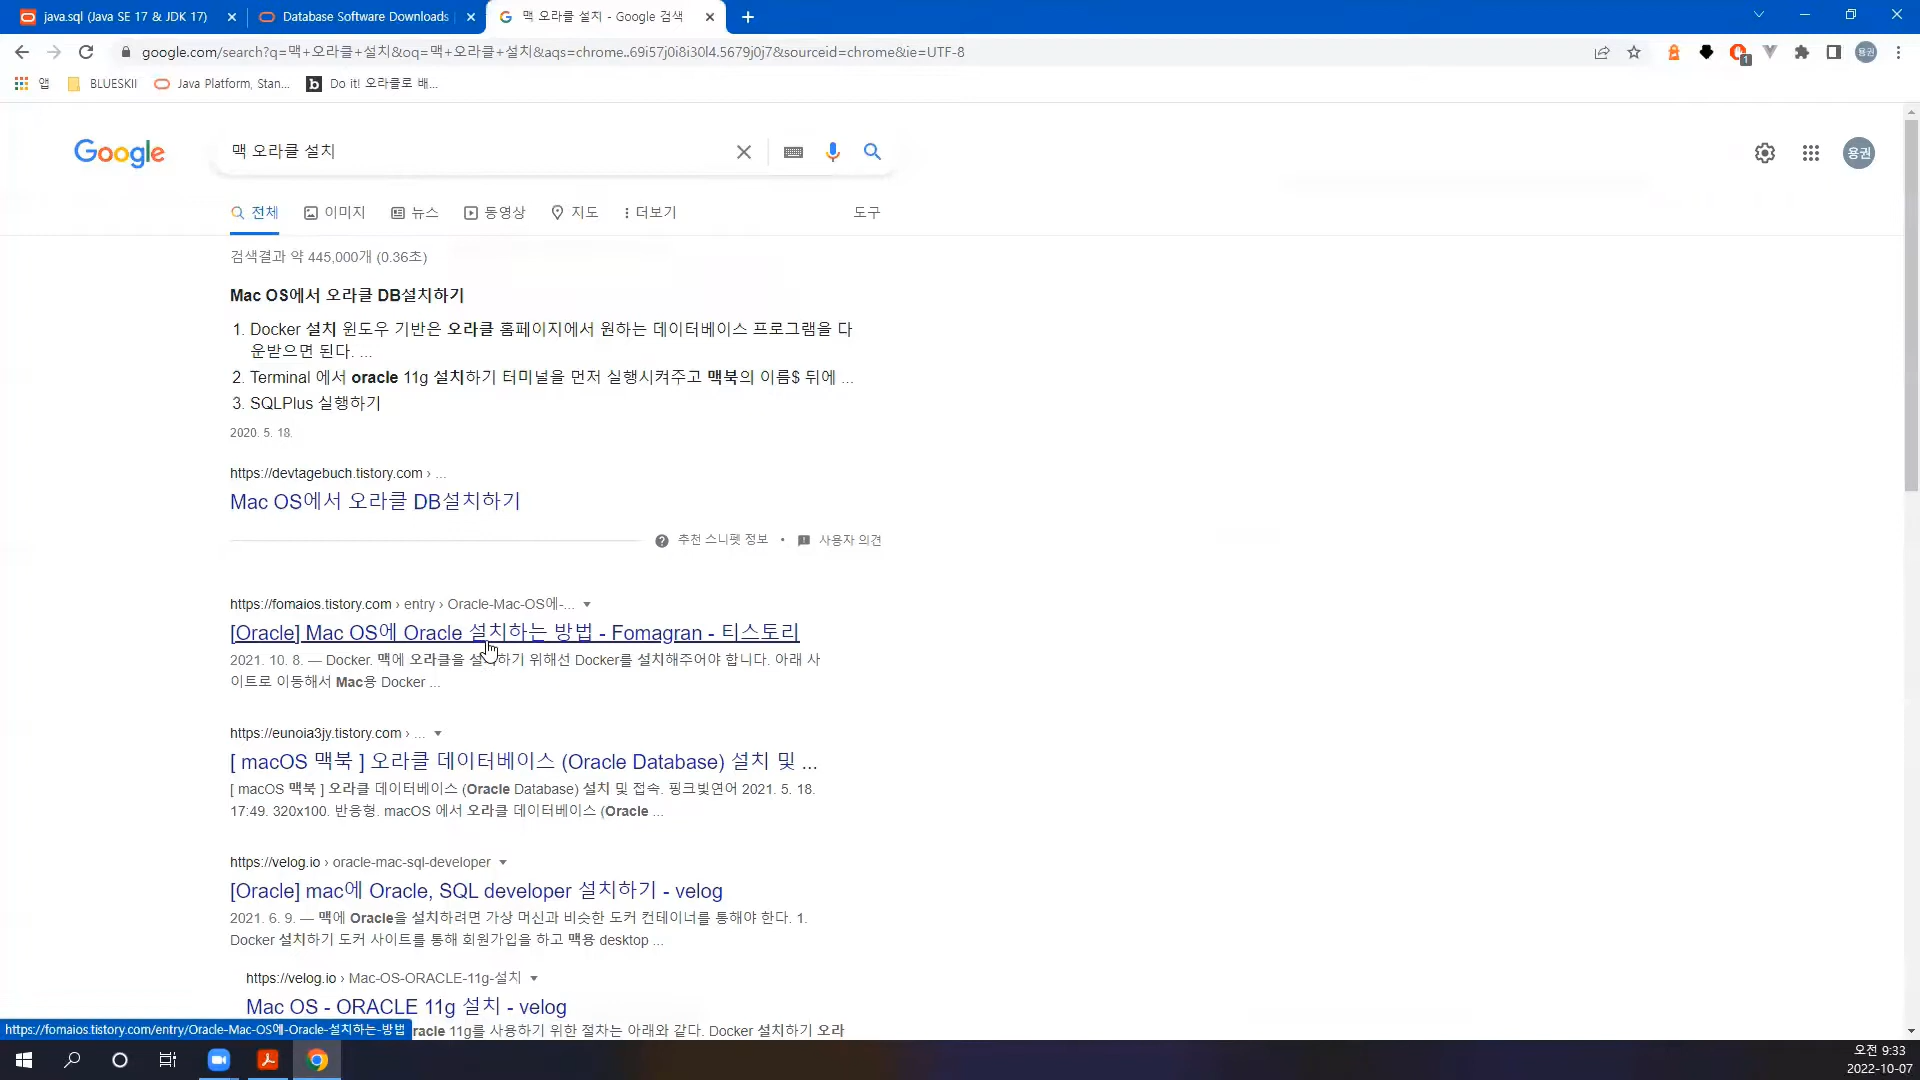 java.sql (Java SE 17 & JDK 17)
Database Software Downloads
맥 오라클 설치 - Google 검색
google.com/search?q=맥+오라클+설치&oq=맥+오라클+설치&aqs=chrome..69i57j0i8i30l4.5679j0j7&sourceid=chrome&ie=UTF-8
1
용권
앱
BLUESKII
Java Platform, Stan...
b
Do it! 오라클로 배...
Google
맥 오라클 설치
용권
전체
이미지
뉴스
동영상
지도
더보기
도구
검색결과 약 445,000개 (0.36초)
Mac OS에서 오라클 DB설치하기
1. Docker 설치 윈도우 기반은 오라클 홈페이지에서 원하는 데이터베이스 프로그램을 다
운받으면 된다. ...
2. Terminal 에서 oracle 11g 설치하기 터미널을 먼저 실행시켜주고 맥북의 이름$ 뒤에 ...
3. SQLPlus 실행하기
2020. 5. 18.
https://devtagebuch.tistory.com › ...
Mac OS에서 오라클 DB설치하기
추천 스니펫 정보 • 사용자 의견
https://fomaios.tistory.com › entry › Oracle-Mac-OS에-...
[Oracle] Mac OS에 Oracle 설치하는 방법 - Fomagran - 티스토리
2021. 10. 8. — Docker. 맥에 오라클을 설치하기 위해선 Docker를 설치해주어야 합니다. 아래 사
이트로 이동해서 Mac용 Docker ...
https://eunoia3jy.tistory.com › ...
[ macOS 맥북 ] 오라클 데이터베이스 (Oracle Database) 설치 및 ...
[ macOS 맥북 ] 오라클 데이터베이스 (Oracle Database) 설치 및 접속. 핑크빛연어 2021. 5. 18.
17:49. 320x100. 반응형. macOS 에서 오라클 데이터베이스 (Oracle ...
https://velog.io › oracle-mac-sql-developer
[Oracle] mac에 Oracle, SQL developer 설치하기 - velog
2021. 6. 9. — 맥에 Oracle을 설치하려면 가상 머신과 비슷한 도커 컨테이너를 통해야 한다. 1.
Docker 설치하기 도커 사이트를 통해 회원가입을 하고 맥용 desktop ...
https://velog.io › Mac-OS-ORACLE-11g-설치
Mac OS - ORACLE 11g 설치 - velog
racle 11g를 사용하기 위한 절차는 아래와 같다. Docker 설치하기 오라
https://fomaios.tistory.com/entry/Oracle-Mac-OS에-Oracle-설치하는-방법
오전 9:33
2022-10-07